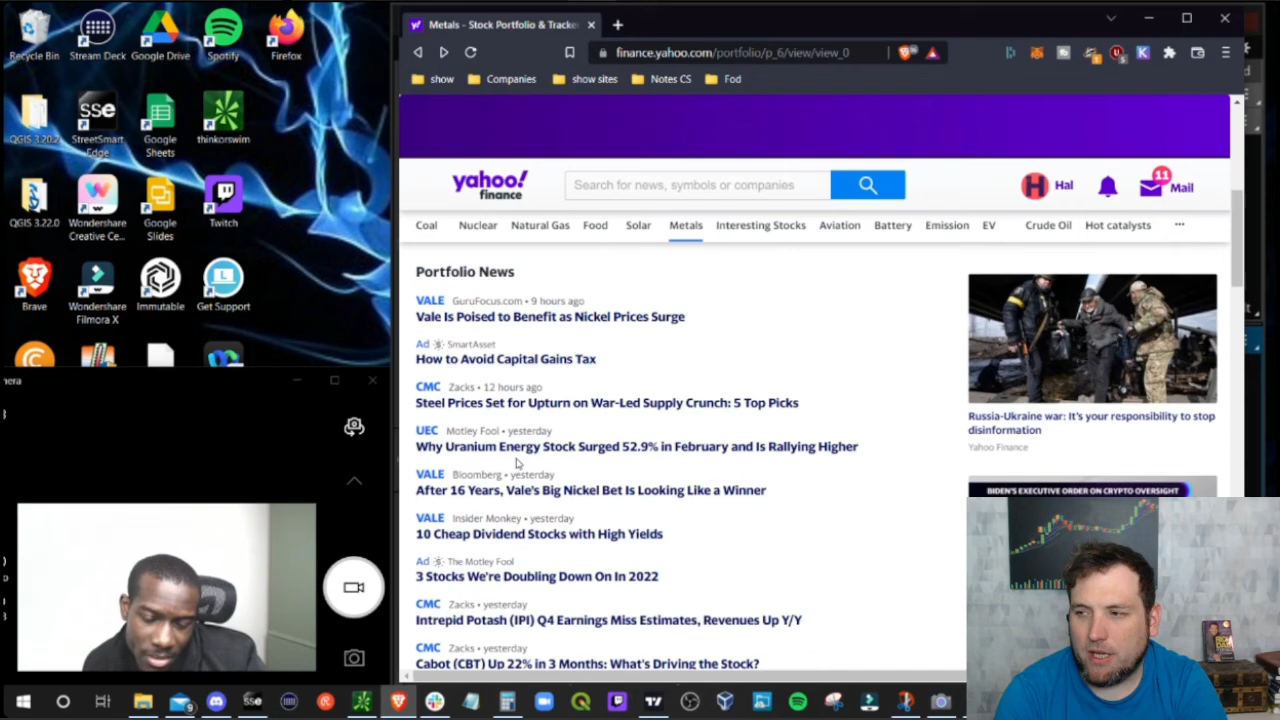 Recycle Bin
Stream Deck
Google Drive
Spotify
Firefox
QGIS 3.20.2
sse
StreetSmart
Edge
Google
Sheets
thinkorswim
QGIS 3.22.0
Wondershare
Creative Ce...
Google
Slides
Twitch
Brave
Wondershare
Filmora X
Immutable
Get Support
Metals - Stock Portfolio & Tracke
finance.yahoo.com/portfolio/p_6/view/view_0
show
Companies
show sites
Notes CS
Fod
yahoo!
finance
Search for news, symbols or companies
H
Hal
11
Mail
Coal
Nuclear
Natural Gas
Food
Solar
Metals
Interesting Stocks
Aviation
Battery
Emission
EV
Crude Oil
Hot catalysts
...
Portfolio News
VALE GuruFocus.com • 9 hours ago
Vale Is Poised to Benefit as Nickel Prices Surge
Ad SmartAsset
How to Avoid Capital Gains Tax
CMC Zacks • 12 hours ago
Steel Prices Set for Upturn on War-Led Supply Crunch: 5 Top Picks
UEC Motley Fool • yesterday
Why Uranium Energy Stock Surged 52.9% in February and Is Rallying Higher
VALE Bloomberg • yesterday
After 16 Years, Vale's Big Nickel Bet Is Looking Like a Winner
VALE Insider Monkey • yesterday
10 Cheap Dividend Stocks with High Yields
Ad The Motley Fool
3 Stocks We're Doubling Down On In 2022
CMC Zacks • yesterday
Intrepid Potash (IPI) Q4 Earnings Miss Estimates, Revenues Up Y/Y
CMC Zacks • yesterday
Cabot (CBT) Up 22% in 3 Months: What's Driving the Stock?
Russia-Ukraine war: It's your responsibility to stop
disinformation
Yahoo Finance
BIDEN'S EXECUTIVE ORDER ON CRYPTO OVERSIGHT
nera
RICH
DAD
9
sse